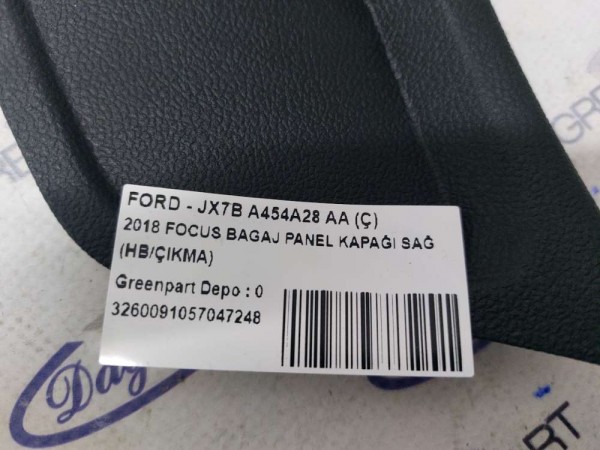 FORD - JX7B A454A28 AA (Ç)
2018 FOCUS BAGAJ PANEL KAPAĞI SAĞ
(HB/ÇIKMA)
Greenpart Depo : 0
3260091057047248